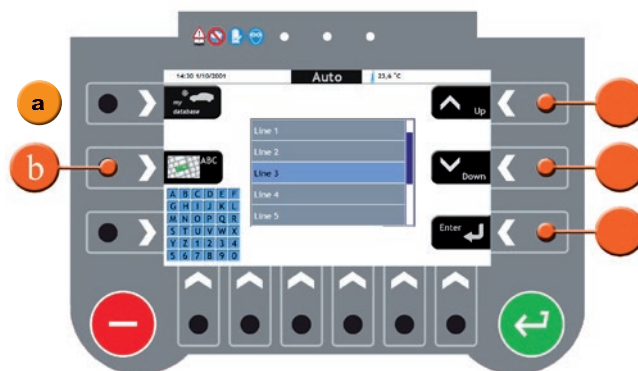 14:30 1/10/2001
Auto
23,6 °C
a
my database
Up
Line 1
Line 2
b
ABC
Line 3
Down
Line 4
A B C D E F
G H I J K L
Line 5
M N O P Q R
Enter
S T U V W X
Y Z 1 2 3 4
5 6 7 8 9 0